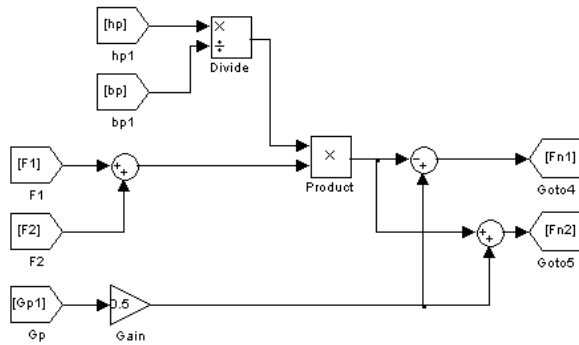 [hp]
hp1
×
÷
Divide
[bp]
bp1
[F1]
F1
+
+
×
Product
−
+
[Fn1]
Goto4
[F2]
F2
+
+
[Fn2]
Goto5
[Gp1]
Gp
0.5
Gain